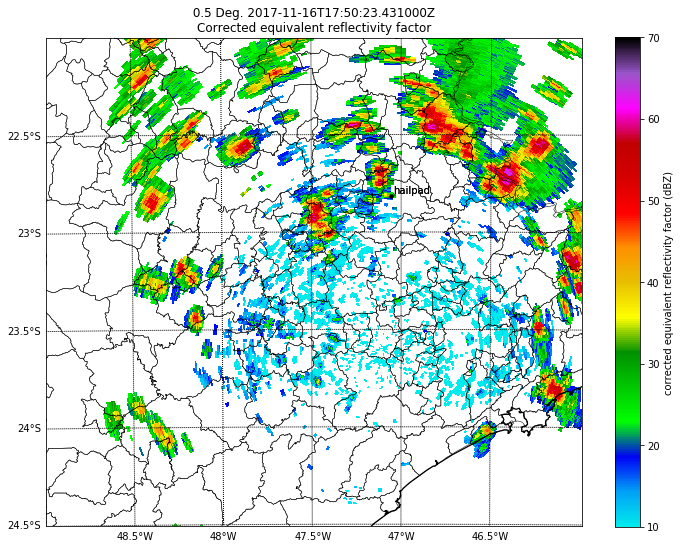 0.5 Deg. 2017-11-16T17:50:23.431000Z
Corrected equivalent reflectivity factor
22.5°S
23°S
23.5°S
24°S
24.5°S
48.5°W
48°W
47.5°W
47°W
46.5°W
hailpad
70
60
50
40
30
20
10
corrected equivalent reflectivity factor (dBZ)